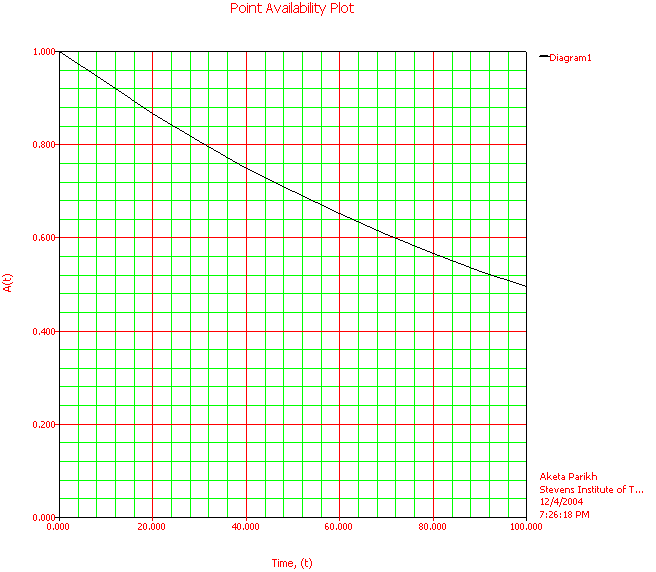 Point Availability Plot
1.000
Diagram1
0.800
0.600
A(t)
0.400
0.200
Aketa Parikh
Stevens Institute of T...
12/4/2004
7:26:18 PM
0.000
0.000 20.000 40.000 60.000 80.000 100.000
Time, (t)